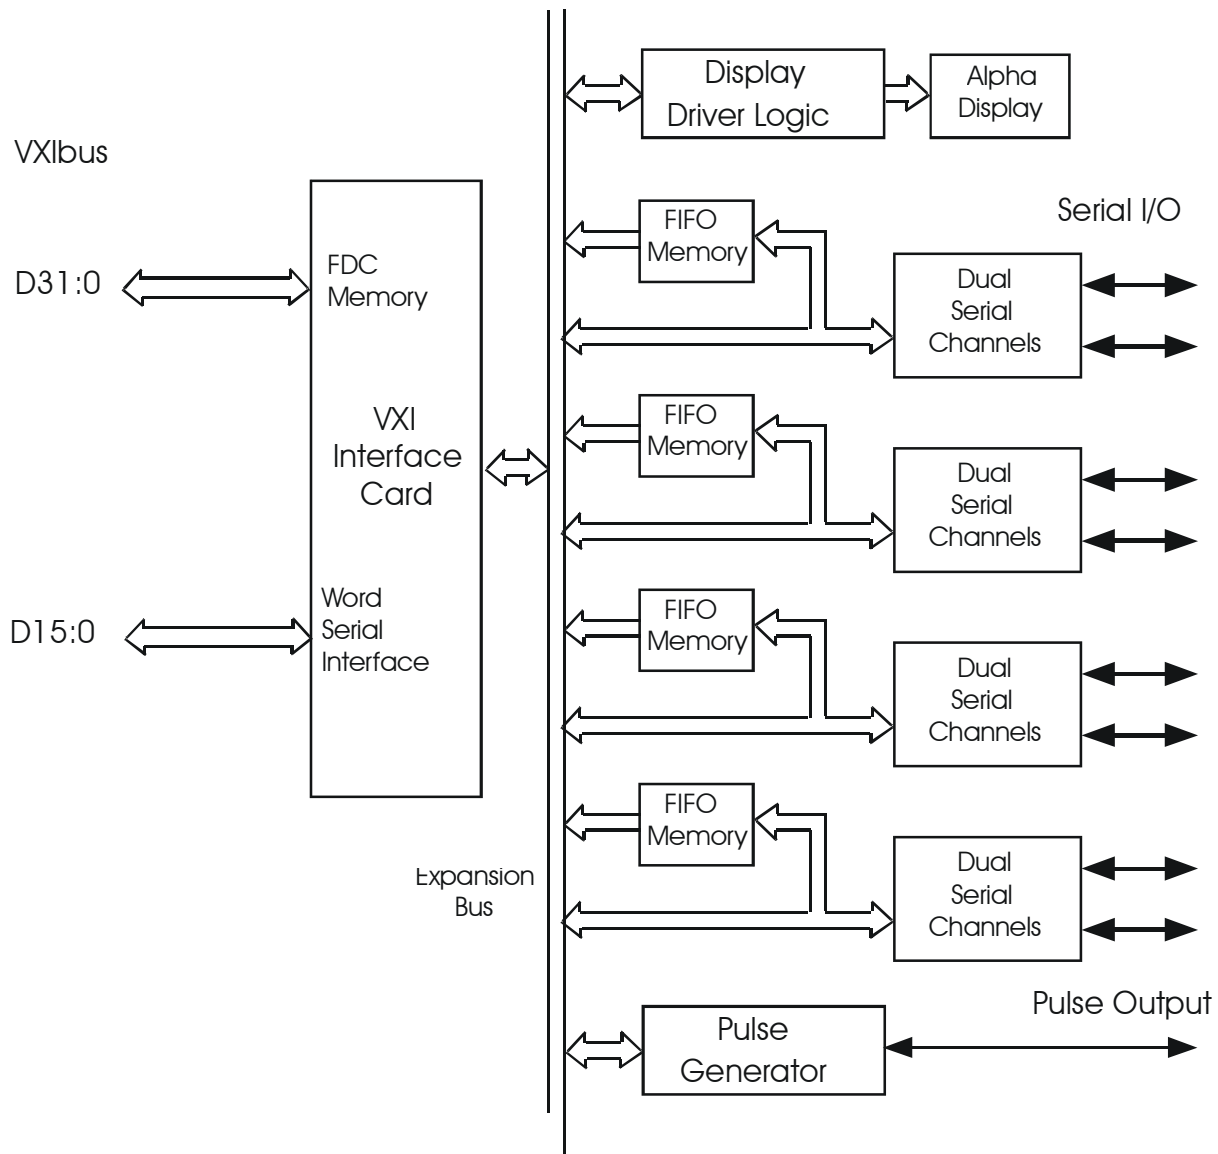 Display
Driver Logic
Alpha
Display
VXIbus
Serial I/O
D31:0
FDC
Memory
VXI
Interface
Card
D15:0
Word
Serial
Interface
FIFO
Memory
Dual
Serial
Channels
FIFO
Memory
Dual
Serial
Channels
FIFO
Memory
Dual
Serial
Channels
FIFO
Memory
Dual
Serial
Channels
Expansion
Bus
Pulse Output
Pulse
Generator